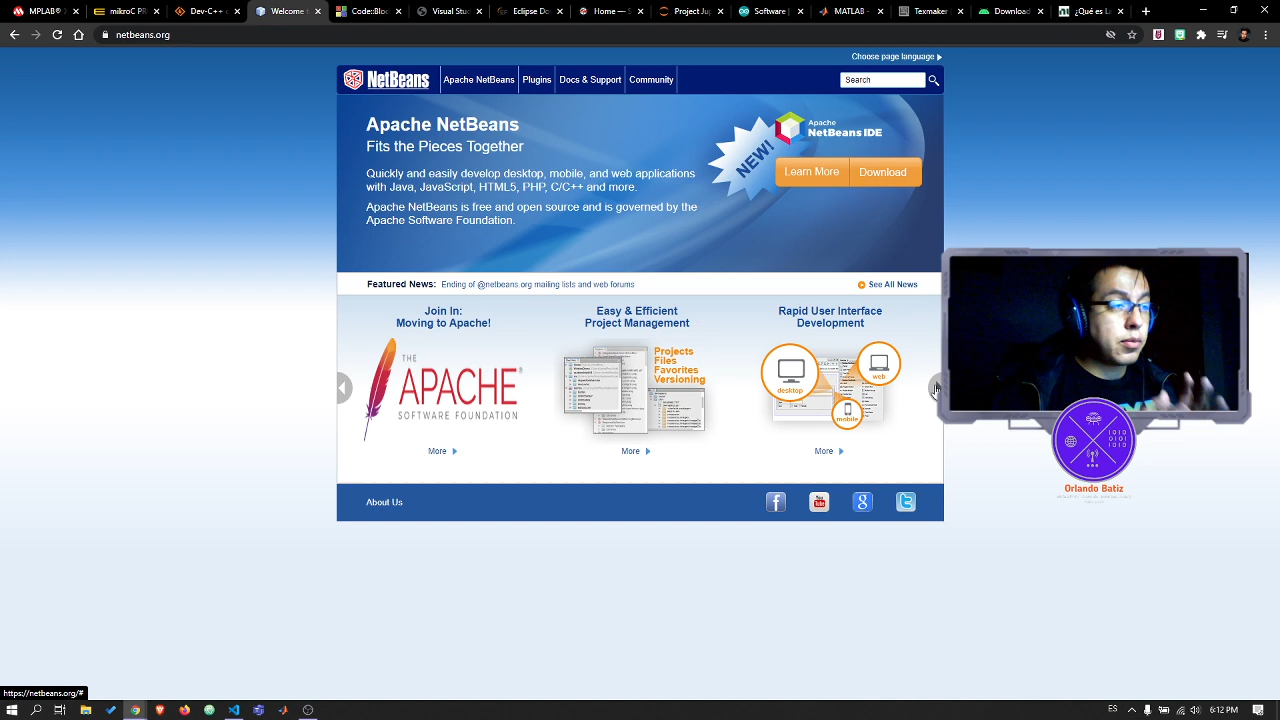 MPLAB® X
mikroC PR
Dev-C++
Welcome
Code::Block
Visual Stu
Eclipse Do
Home — S
Project Jup
Software |
MATLAB -
Texmaker
Download
¿Qué es La
netbeans.org
Choose page language
NetBeans
Apache NetBeans
Plugins
Docs & Support
Community
Search
Apache NetBeans
Fits the Pieces Together
Quickly and easily develop desktop, mobile, and web applications
with Java, JavaScript, HTML5, PHP, C/C++ and more.
Apache NetBeans is free and open source and is governed by the
Apache Software Foundation.
NEW!
Apache
NetBeans IDE
Learn More
Download
Featured News: Ending of @netbeans.org mailing lists and web forums
See All News
Join In:
Moving to Apache!
THE
APACHE®
SOFTWARE FOUNDATION
More
Easy & Efficient
Project Management
Projects
Files
Favorites
Versioning
More
Rapid User Interface
Development
desktop
web
mobile
More
About Us
Orlando Batiz
https://netbeans.org/#
ES
6:12 PM